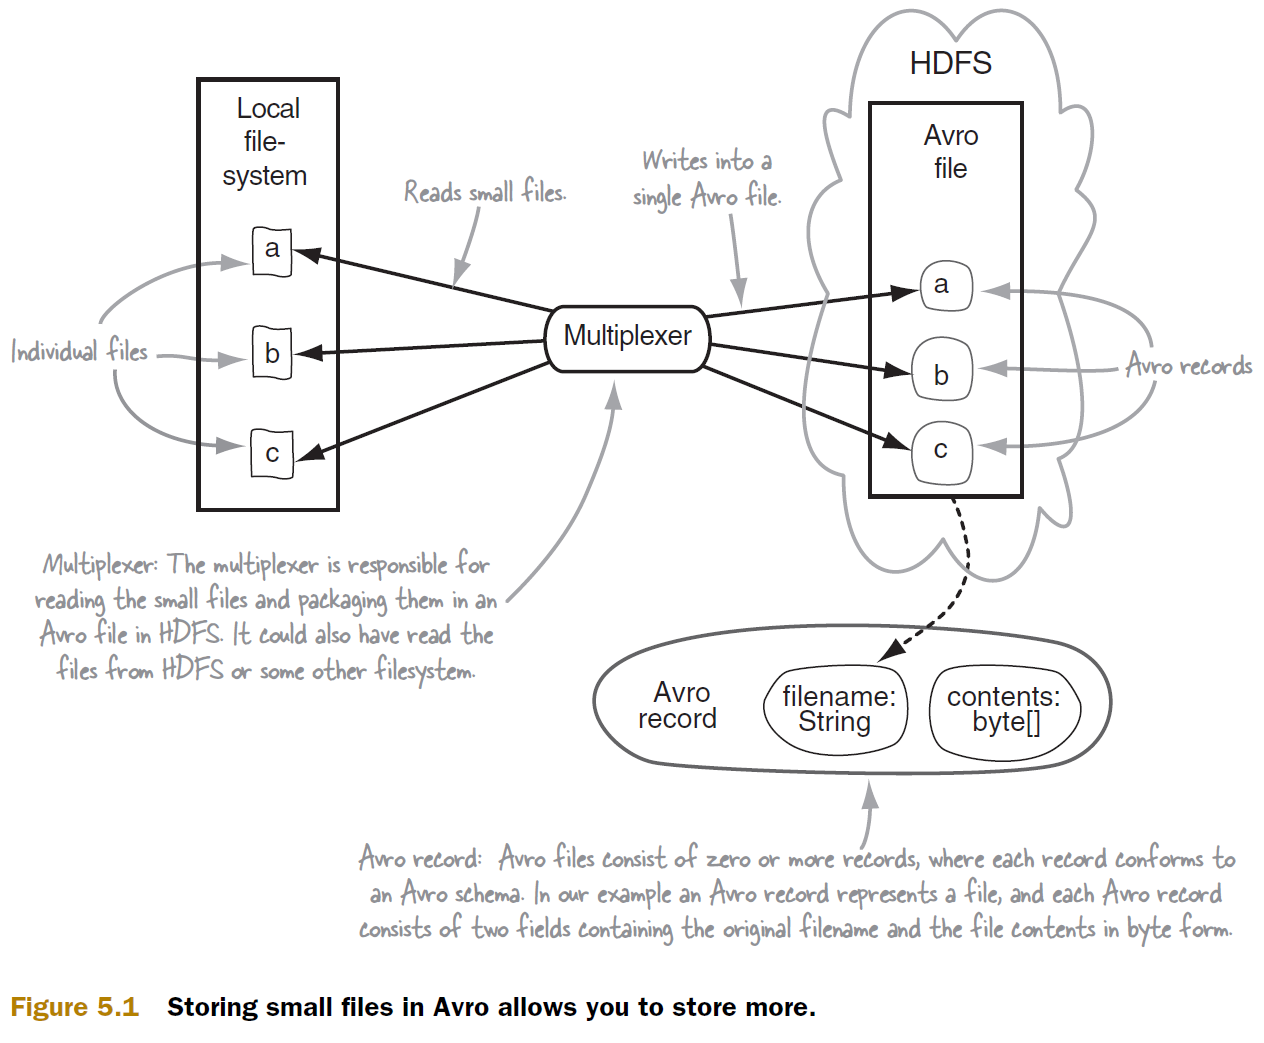 HDFS
Local
file-
system
Avro
file
Reads small files.
Writes into a
single Avro file.
a
b
c
Multiplexer
a
b
c
Individual files
Avro records
Multiplexer: The multiplexer is responsible for
reading the small files and packaging them in an
Avro file in HDFS. It could also have read the
files from HDFS or some other filesystem.
Avro
record
filename:
String
contents:
byte[]
Avro record: Avro files consist of zero or more records, where each record conforms to
an Avro schema. In our example an Avro record represents a file, and each Avro record
consists of two fields containing the original filename and the file contents in byte form.
Figure 5.1 Storing small files in Avro allows you to store more.